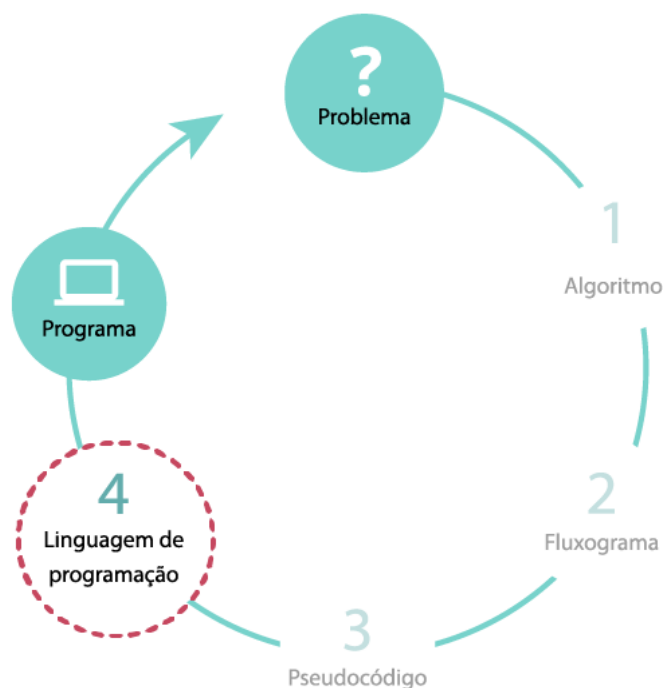 ?
Problema
1
Algoritmo
2
Fluxograma
3
Pseudocódigo
4
Linguagem de
programação
Programa